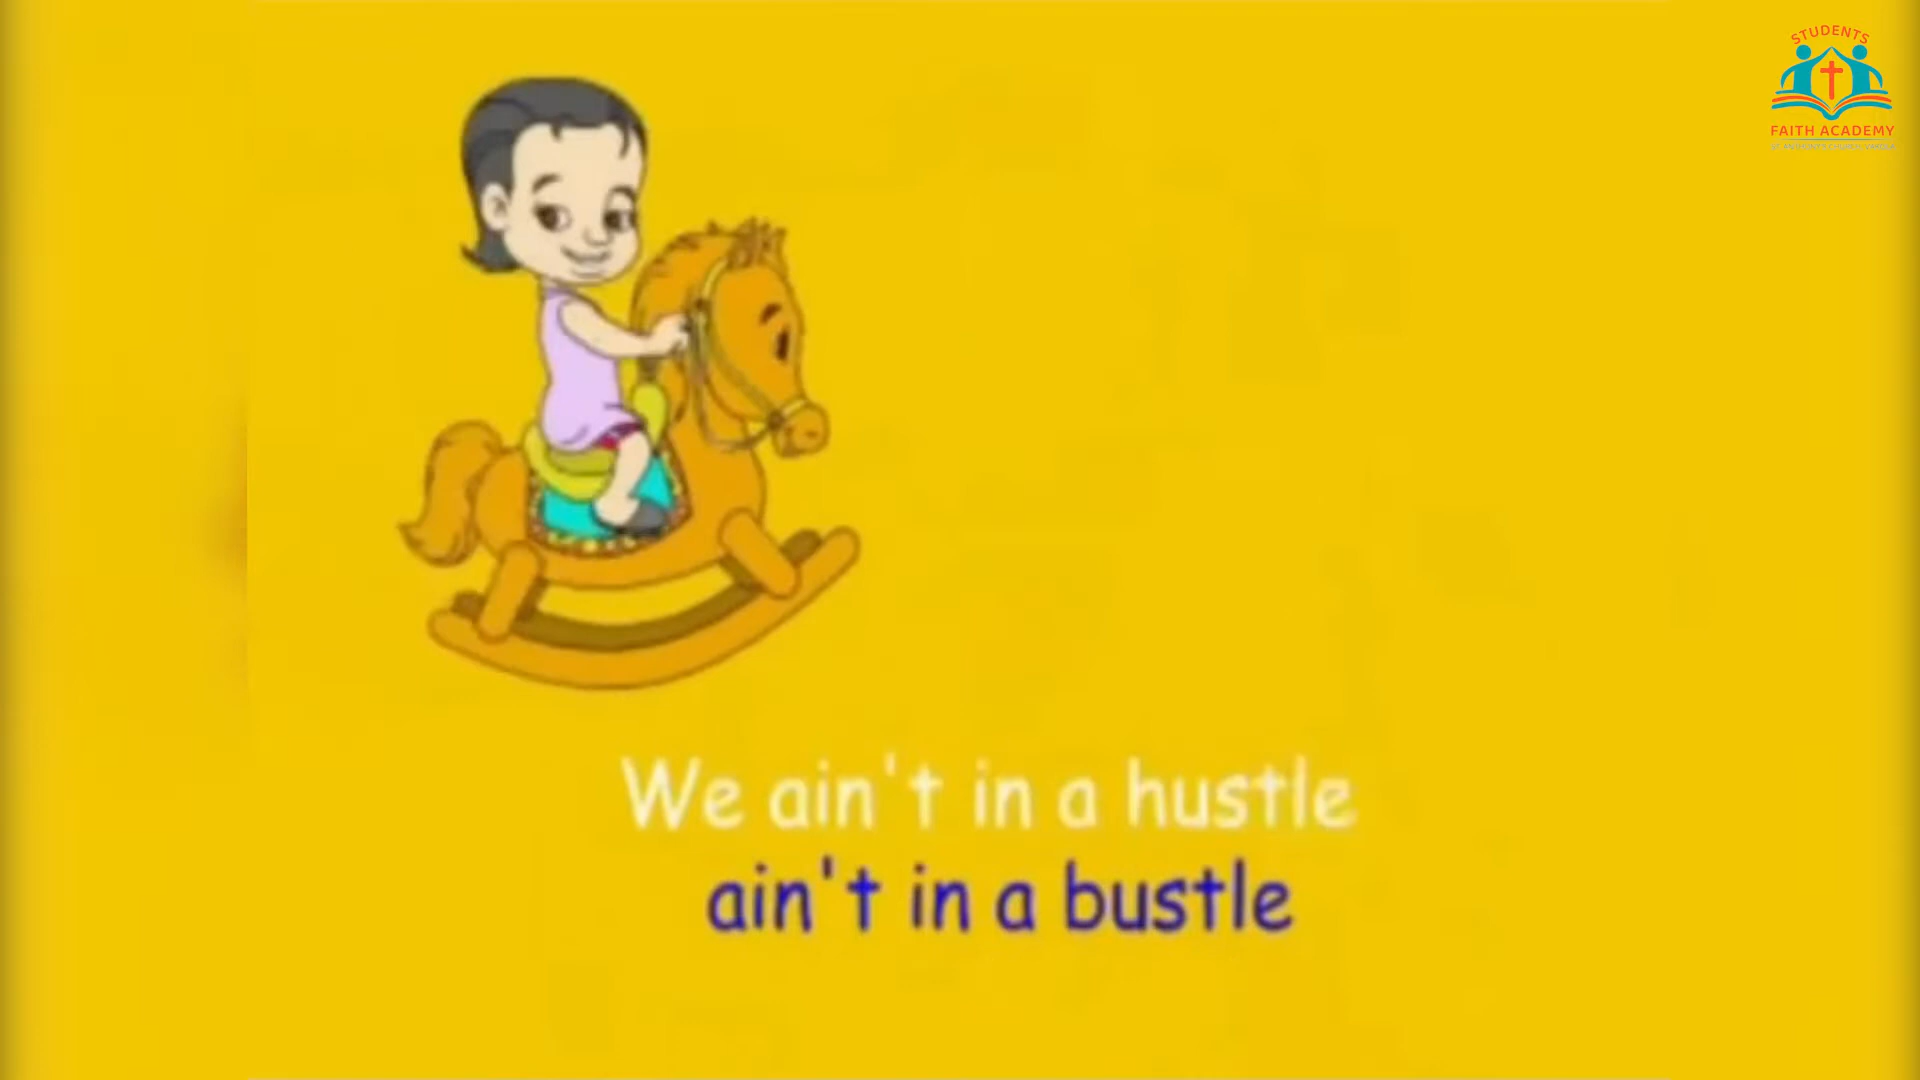 STUDENTS
FAITH ACADEMY
We ain't in a hustle
ain't in a bustle